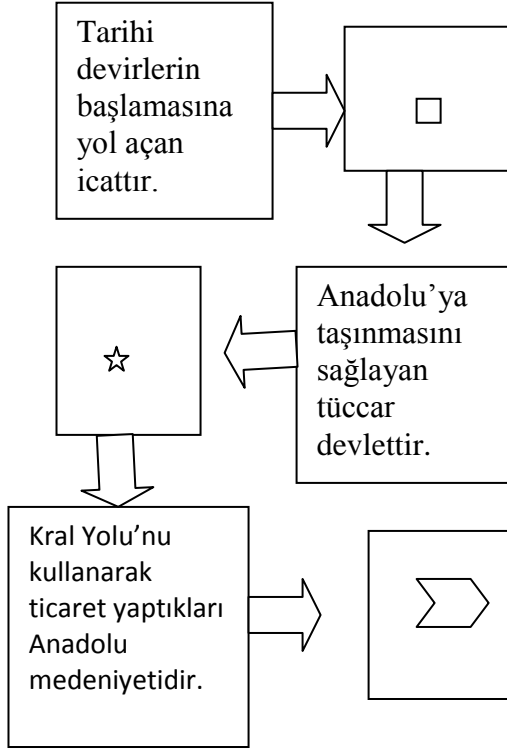 Tarihi
devirlerin
başlamasına
yol açan
icattır.
Anadolu’ya
taşınmasını
sağlayan
tüccar
devlettir.
Kral Yolu’nu
kullanarak
ticaret yaptıkları
Anadolu
medeniyetidir.